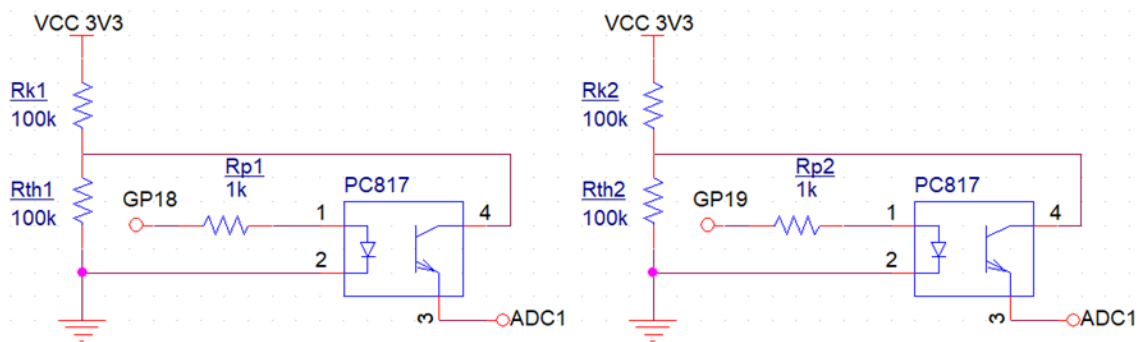 VCC 3V3
Rk1
100k
Rth1
100k
GP18
Rp1
1k
PC817
1
2
4
3
ADC1
VCC 3V3
Rk2
100k
Rth2
100k
GP19
Rp2
1k
PC817
1
2
4
3
ADC1